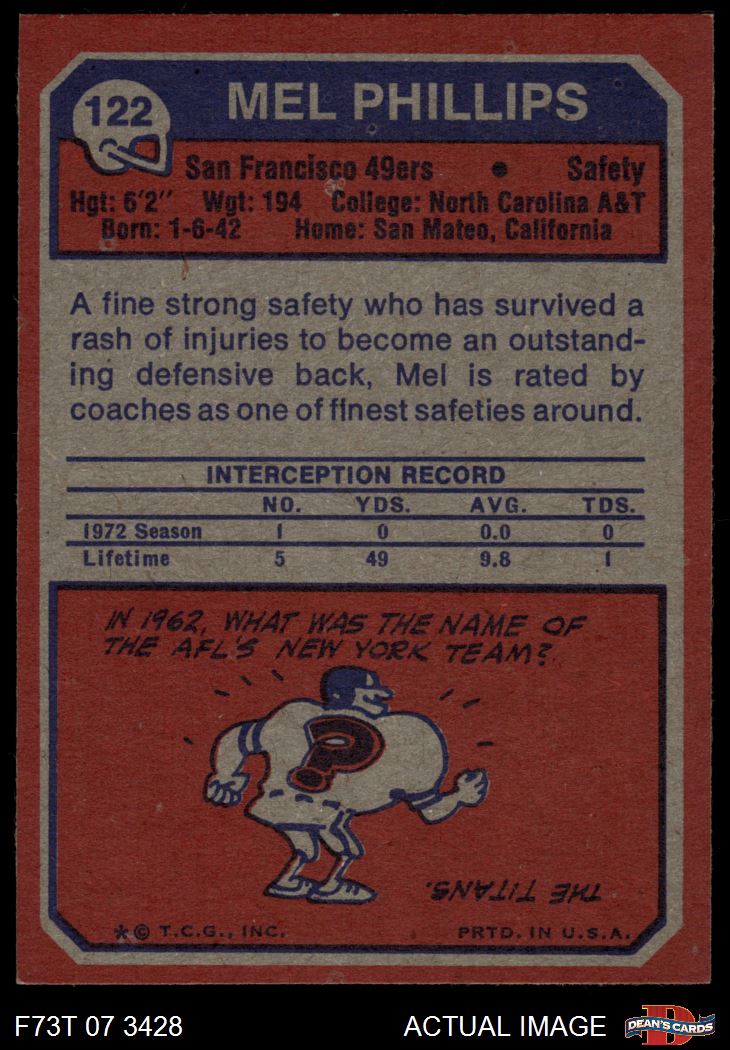 122
MEL PHILLIPS
San Francisco 49ers • Safety
Hgt: 6'2" Wgt: 194 College: North Carolina A&T
Born: 1-6-42 Home: San Mateo, California
A fine strong safety who has survived a
rash of injuries to become an outstand-
ing defensive back, Mel is rated by
coaches as one of finest safeties around.
INTERCEPTION RECORD
NO. YDS. AVG. TDS.
1972 Season 1 0 0.0 0
Lifetime 5 49 9.8 1
IN 1962, WHAT WAS THE NAME OF
THE AFL'S NEW YORK TEAM?
?
THE TITANS.
*© T.C.G., INC. PRTD. IN U.S.A.
F73T 07 3428 ACTUAL IMAGE
D
DEAN'S CARDS